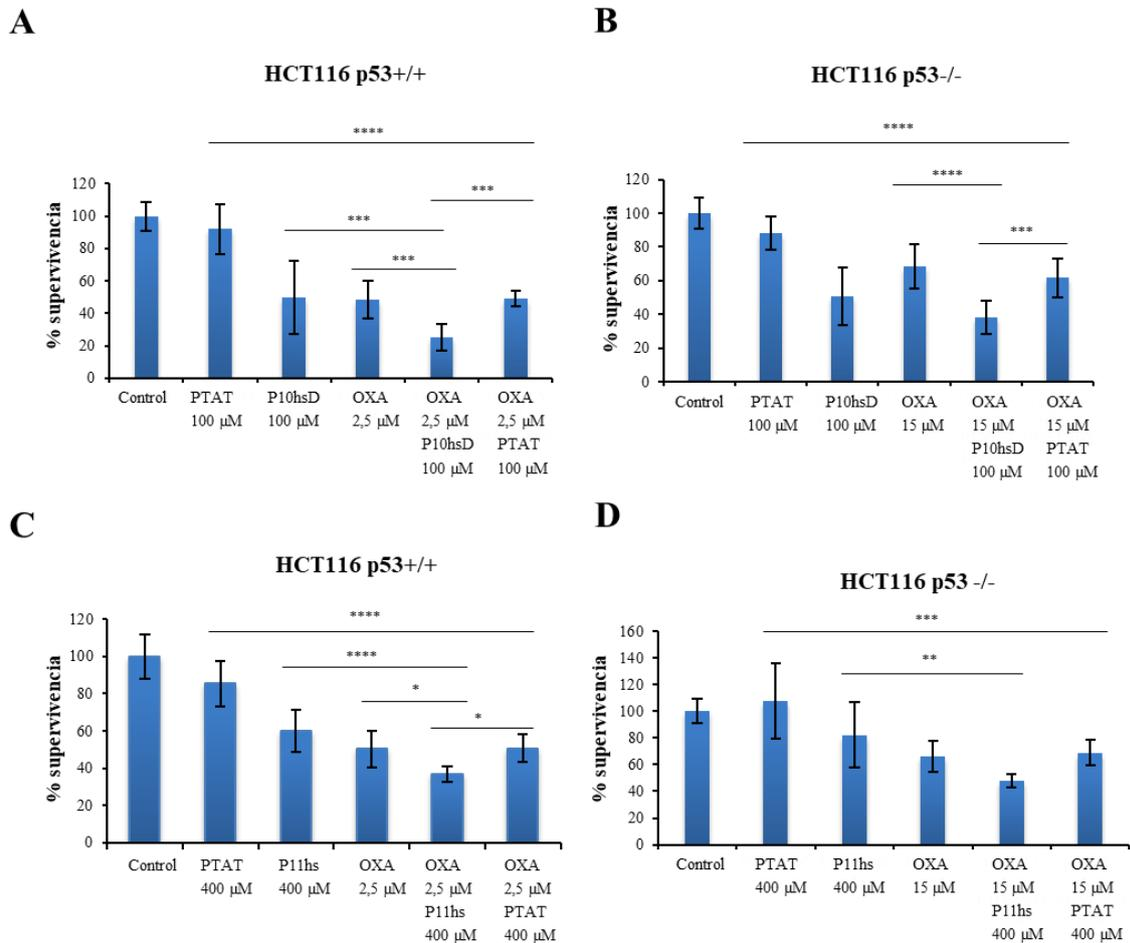 A
HCT116 p53+/+
****
***
***
***
% supervivencia
120
100
80
60
40
20
0
Control
PTAT
100 µM
P10hsD
100 µM
OXA
2,5 µM
OXA
2,5 µM
P10hsD
100 µM
OXA
2,5 µM
PTAT
100 µM
B
HCT116 p53-/-
****
****
***
% supervivencia
120
100
80
60
40
20
0
Control
PTAT
100 µM
P10hsD
100 µM
OXA
15 µM
OXA
15 µM
P10hsD
100 µM
OXA
15 µM
PTAT
100 µM
C
HCT116 p53+/+
****
****
*
*
% supervivencia
120
100
80
60
40
20
0
Control
PTAT
400 µM
P11hs
400 µM
OXA
2,5 µM
OXA
2,5 µM
P11hs
400 µM
OXA
2,5 µM
PTAT
400 µM
D
HCT116 p53 -/-
***
**
% supervivencia
160
140
120
100
80
60
40
20
0
Control
PTAT
400 µM
P11hs
400 µM
OXA
15 µM
OXA
15 µM
P11hs
400 µM
OXA
15 µM
PTAT
400 µM